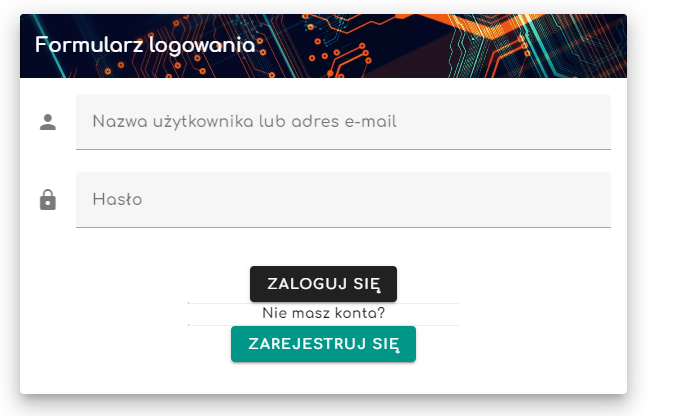 Formularz logowania
Nazwa użytkownika lub adres e-mail
Hasło
ZALOGUJ SIĘ
Nie masz konta?
ZAREJESTRUJ SIĘ